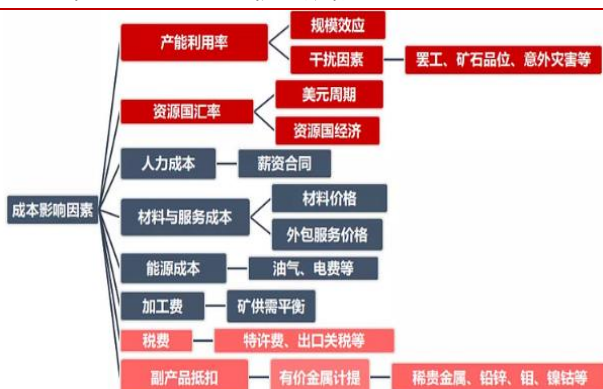 成本影响因素
产能利用率
规模效应
干扰因素
罢工、矿石品位、意外灾害等
资源国汇率
美元周期
资源国经济
人力成本
薪资合同
材料与服务成本
材料价格
外包服务价格
能源成本
油气、电费等
加工费
矿供需平衡
税费
特许费、出口关税等
副产品抵扣
有价金属计提
稀贵金属、铅锌、钼、镍钴等